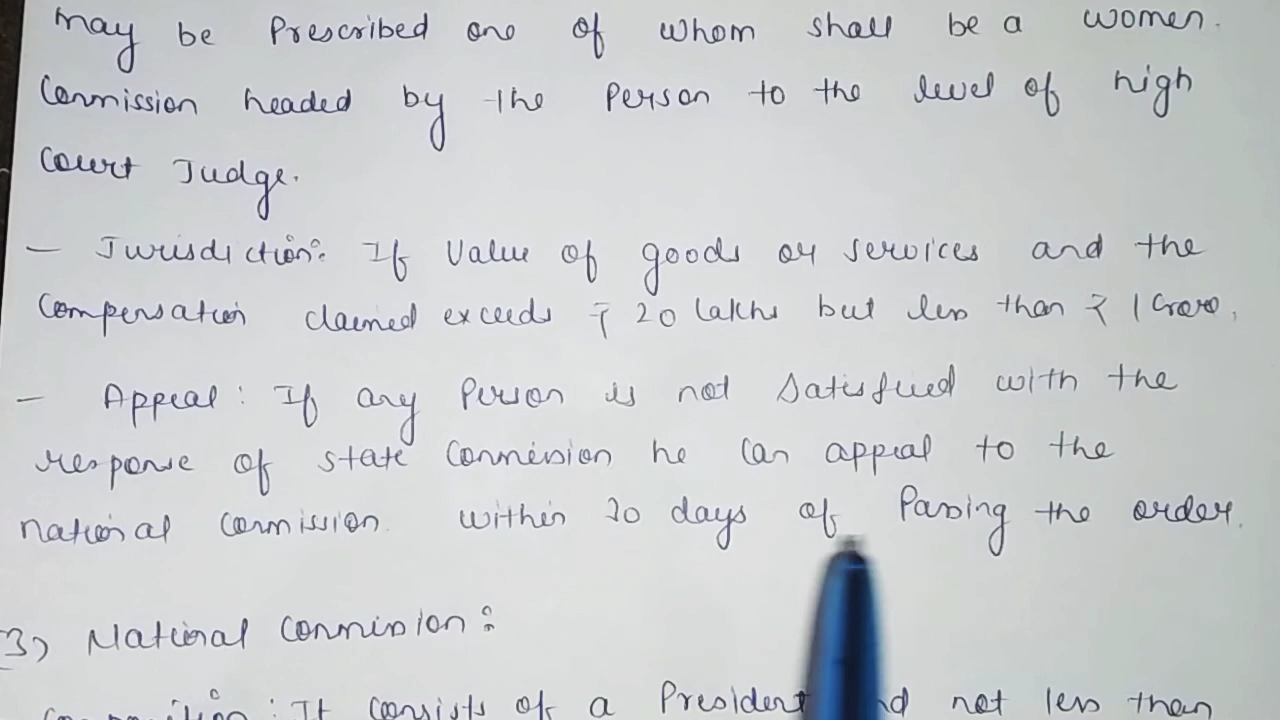 may be Prescribed one of whom shall be a women.
Commission headed by the Person to the level of high
Court Judge.
— Jurisdiction: If Value of goods or services and the
Compensation claimed exceeds ₹ 20 lakhs but less than ₹ 1 Crore.
— Appeal: If any Person is not Satisfied with the
response of state Commission he can appeal to the
national Commission within 30 days of Passing the order.
3) National Commission:
It consists of a President not less than